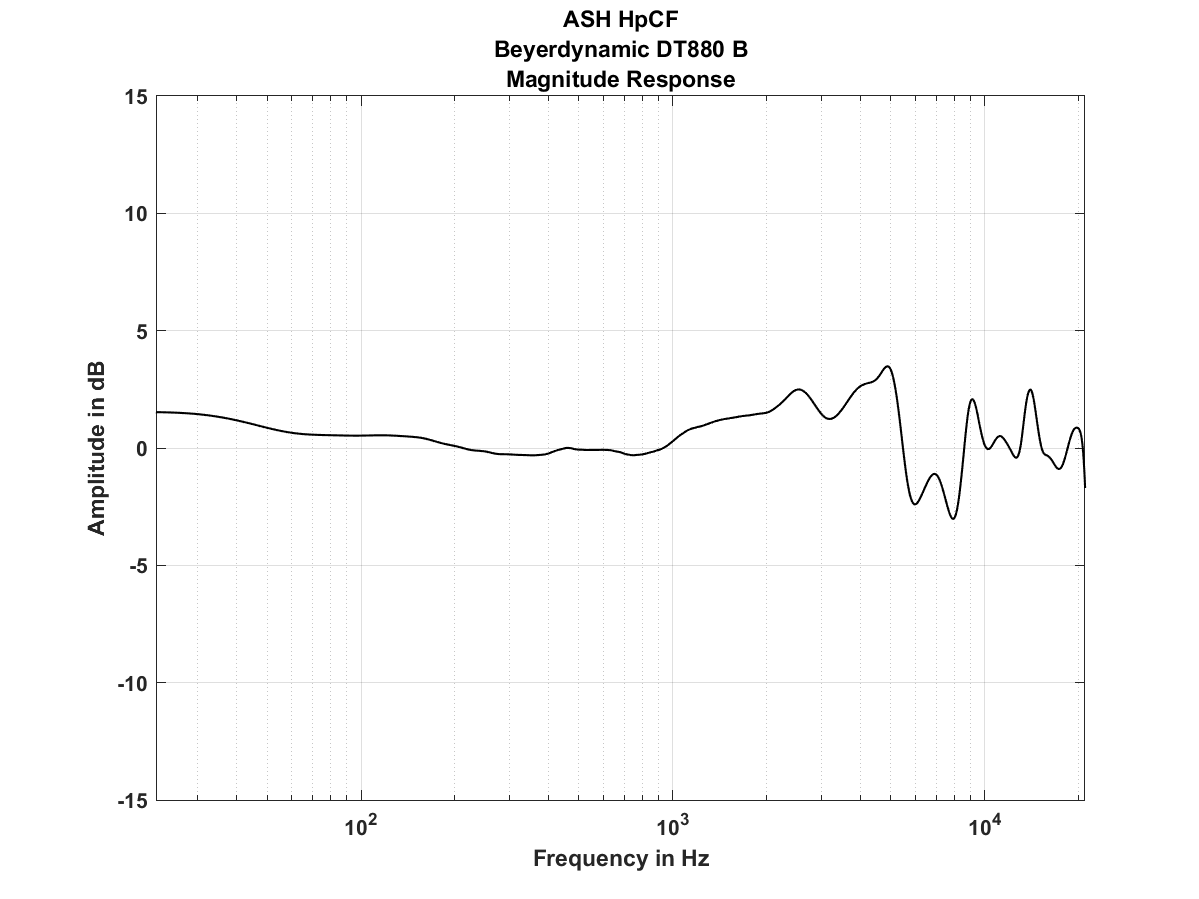 ASH HpCF
Beyerdynamic DT880 B
Magnitude Response
15
10
5
0
-5
-10
-15
Amplitude in dB
10²
10³
10⁴
Frequency in Hz